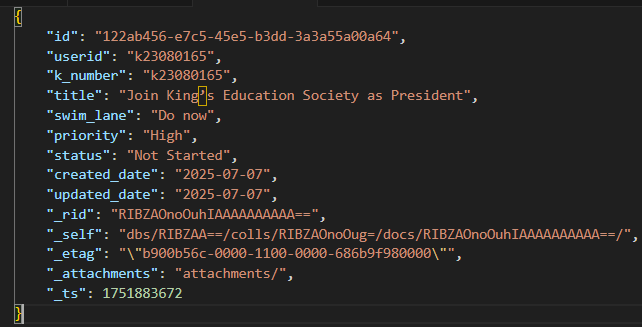 {
"id": "122ab456-e7c5-45e5-b3dd-3a3a55a00a64",
"userid": "k23080165",
"k_number": "k23080165",
"title": "Join King’s Education Society as President",
"swim_lane": "Do now",
"priority": "High",
"status": "Not Started",
"created_date": "2025-07-07",
"updated_date": "2025-07-07",
"_rid": "RIBZAOnoOuhIAAAAAAAAAA==",
"_self": "dbs/RIBZAA==/colls/RIBZAOnoOug=/docs/RIBZAOnoOuhIAAAAAAAAAA==/",
"_etag": "\"b900b56c-0000-1100-0000-686b9f980000\"",
"_attachments": "attachments/",
"_ts": 1751883672
}